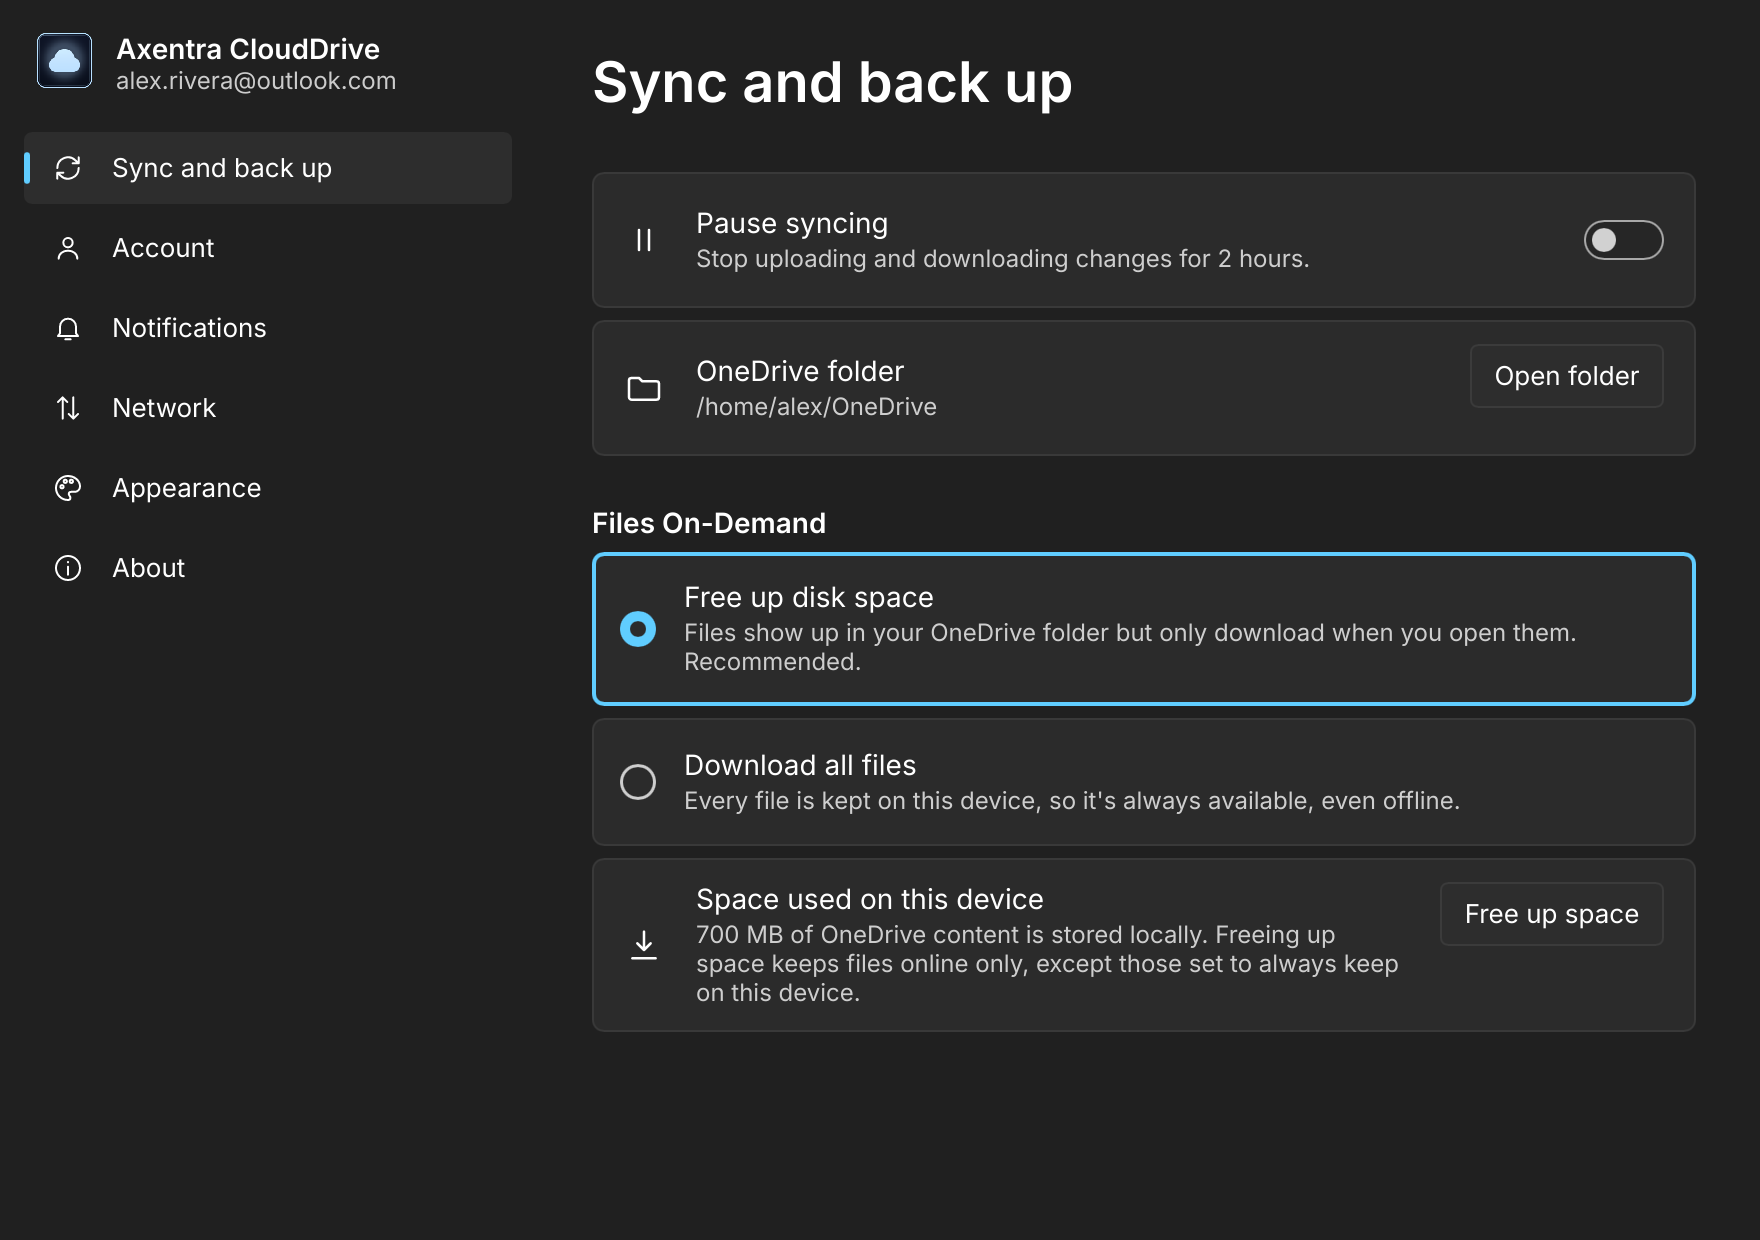 Axentra CloudDrive
alex.rivera@outlook.com
Sync and back up
Account
Notifications
Network
Appearance
About
Sync and back up
Pause syncing
Stop uploading and downloading changes for 2 hours.
OneDrive folder
/home/alex/OneDrive
Open folder
Files On-Demand
Free up disk space
Files show up in your OneDrive folder but only download when you open them.
Recommended.
Download all files
Every file is kept on this device, so it's always available, even offline.
Space used on this device
700 MB of OneDrive content is stored locally. Freeing up
space keeps files online only, except those set to always keep
on this device.
Free up space